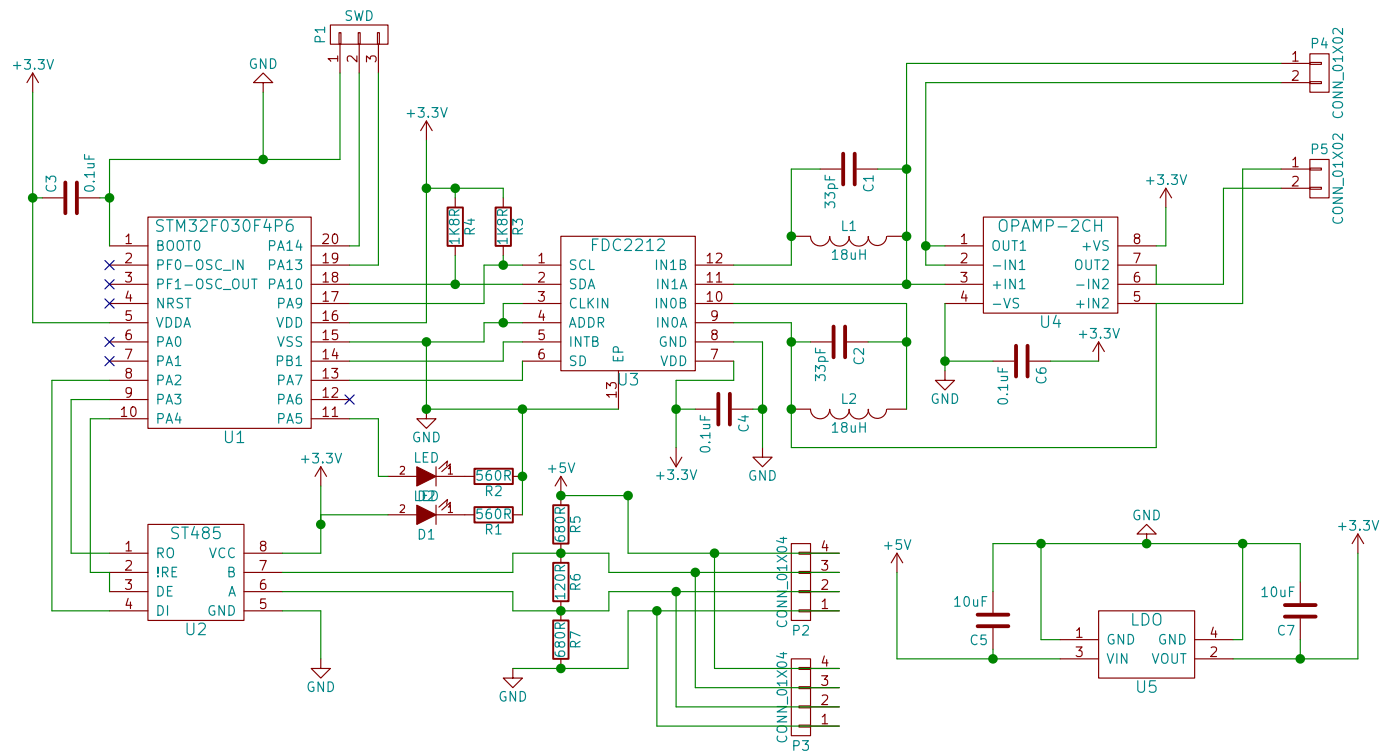 SWD
P1
1
2
3
+3.3V
GND
C3
0.1uF
+3.3V
1K8R
R4
1K8R
R3
STM32F030F4P6
1 BOOT0 PA14 20
2 PF0-OSC_IN PA13 19
3 PF1-OSC_OUT PA10 18
4 NRST PA9 17
5 VDDA VDD 16
6 PA0 VSS 15
7 PA1 PB1 14
8 PA2 PA7 13
9 PA3 PA6 12
10 PA4 PA5 11
U1
FDC2212
1 SCL IN1B 12
2 SDA IN1A 11
3 CLKIN IN0B 10
4 ADDR IN0A 9
5 INTB GND 8
6 SD VDD 7
EP
13
U3
33pF
C1
L1
18uH
33pF
C2
L2
18uH
0.1uF
C4
+3.3V
GND
P4
1
2
CONN_01X02
P5
1
2
CONN_01X02
+3.3V
OPAMP-2CH
1 OUT1 +VS 8
2 -IN1 OUT2 7
3 +IN1 -IN2 6
4 -VS +IN2 5
U4
+3.3V
0.1uF
C6
GND
GND
LED
2 1
560R
R2
D2
LED
2 1
D1
560R
R1
+3.3V
ST485
1 RO VCC 8
2 !RE B 7
3 DE A 6
4 DI GND 5
U2
GND
+5V
680R
R5
120R
R6
680R
R7
GND
CONN_01X04
4
3
2
1
P2
CONN_01X04
4
3
2
1
P3
+5V
GND
+3.3V
10uF
C5
10uF
C7
LDO
1 GND GND 4
3 VIN VOUT 2
U5